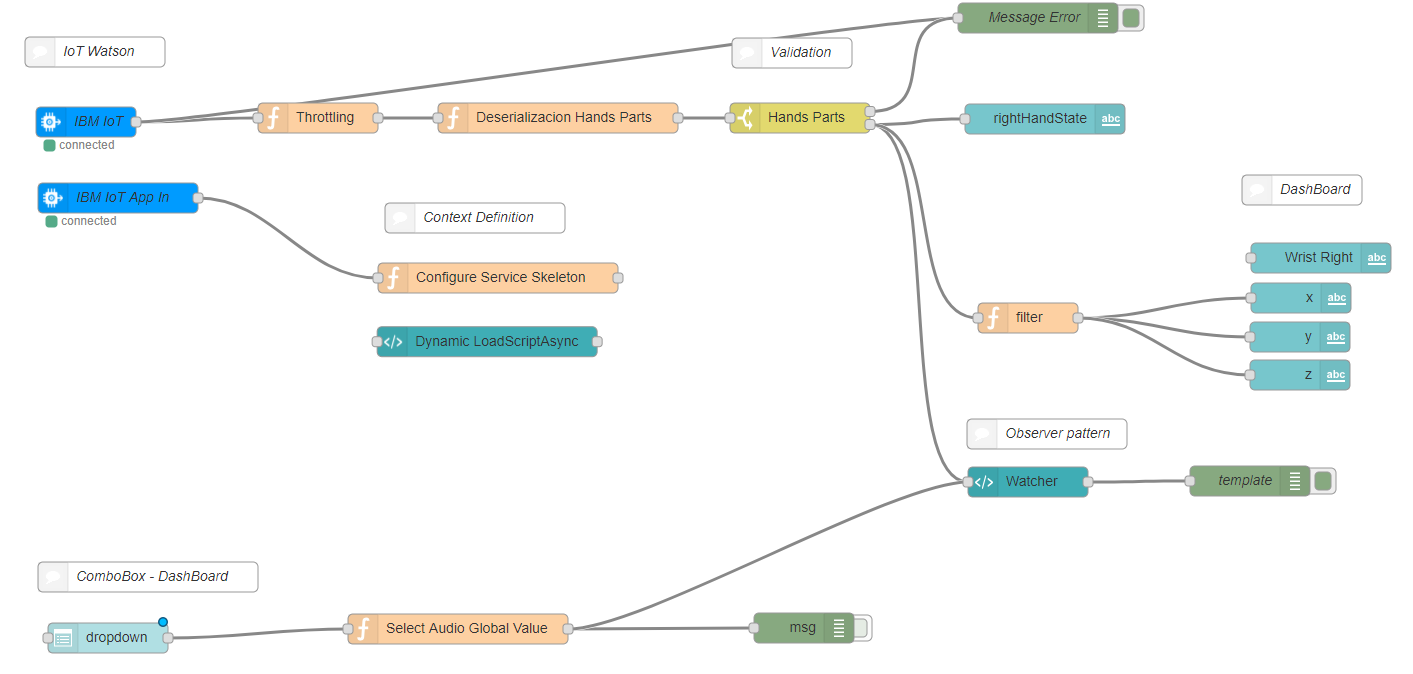 Message Error
IoT Watson
Validation
IBM IoT
connected
Throttling
Deserializacion Hands Parts
Hands Parts
rightHandState
abc
IBM IoT App In
connected
Context Definition
DashBoard
Configure Service Skeleton
Wrist Right
abc
x
abc
filter
y
abc
Dynamic LoadScriptAsync
z
abc
Observer pattern
Watcher
template
ComboBox - DashBoard
dropdown
Select Audio Global Value
msg